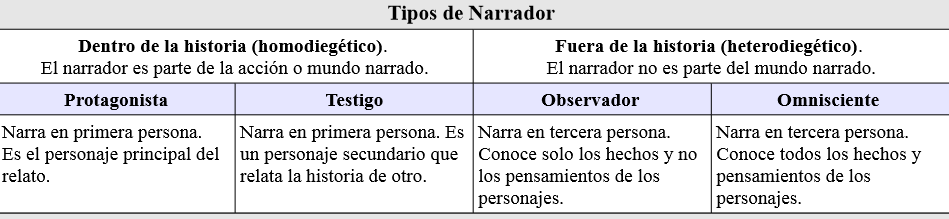 Tipos de Narrador
Dentro de la historia (homodiegético).
El narrador es parte de la acción o mundo narrado.
Fuera de la historia (heterodiegético).
El narrador no es parte del mundo narrado.
Protagonista
Testigo
Observador
Omnisciente
Narra en primera persona.
Es el personaje principal del
relato.
Narra en primera persona. Es
un personaje secundario que
relata la historia de otro.
Narra en tercera persona.
Conoce solo los hechos y no
los pensamientos de los
personajes.
Narra en tercera persona.
Conoce todos los hechos y
pensamientos de los
personajes.